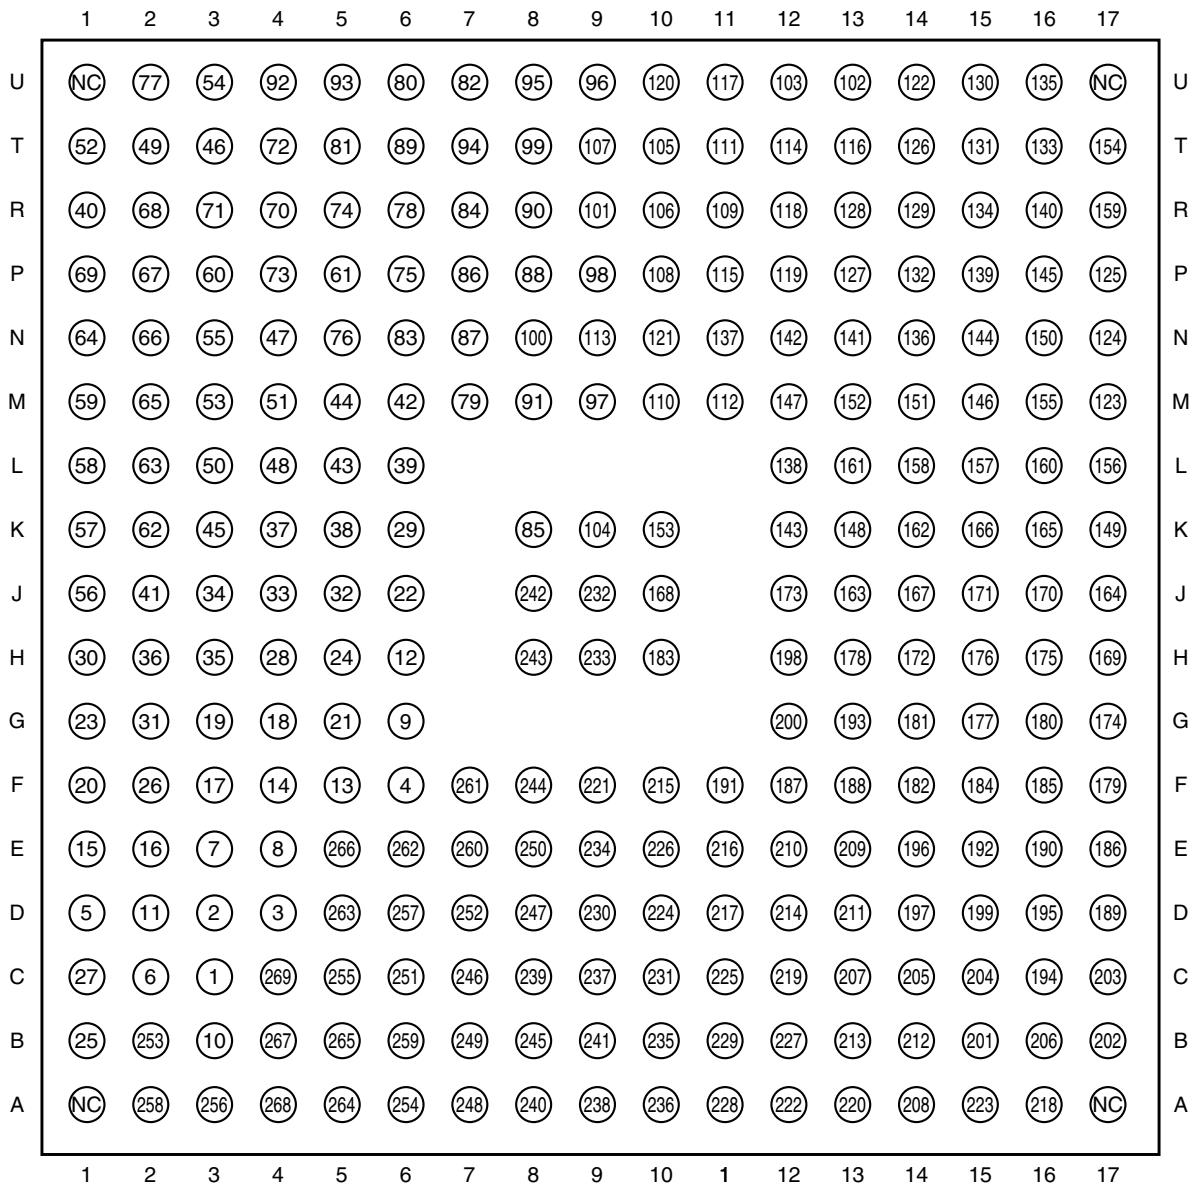 1 2 3 4 5 6 7 8 9 10 11 12 13 14 15 16 17
U NC 77 54 92 93 80 82 95 96 120 117 103 102 122 130 135 NC U
T 52 49 46 72 81 89 94 99 107 105 111 114 116 126 131 133 154 T
R 40 68 71 70 74 78 84 90 101 106 109 118 128 129 134 140 159 R
P 69 67 60 73 61 75 86 88 98 108 115 119 127 132 139 145 125 P
N 64 66 55 47 76 83 87 100 113 121 137 142 141 136 144 150 124 N
M 59 65 53 51 44 42 79 91 97 110 112 147 152 151 146 155 123 M
L 58 63 50 48 43 39 138 161 158 157 160 156 L
K 57 62 45 37 38 29 85 104 153 143 148 162 166 165 149 K
J 56 41 34 33 32 22 242 232 168 173 163 167 171 170 164 J
H 30 36 35 28 24 12 243 233 183 198 178 172 176 175 169 H
G 23 31 19 18 21 9 200 193 181 177 180 174 G
F 20 26 17 14 13 4 261 244 221 215 191 187 188 182 184 185 179 F
E 15 16 7 8 266 262 260 250 234 226 216 210 209 196 192 190 186 E
D 5 11 2 3 263 257 252 247 230 224 217 214 211 197 199 195 189 D
C 27 6 1 269 255 251 246 239 237 231 225 219 207 205 204 194 203 C
B 25 253 10 267 265 259 249 245 241 235 229 227 213 212 201 206 202 B
A NC 258 256 268 264 254 248 240 238 236 228 222 220 208 223 218 NC A
1 2 3 4 5 6 7 8 9 10 1 12 13 14 15 16 17